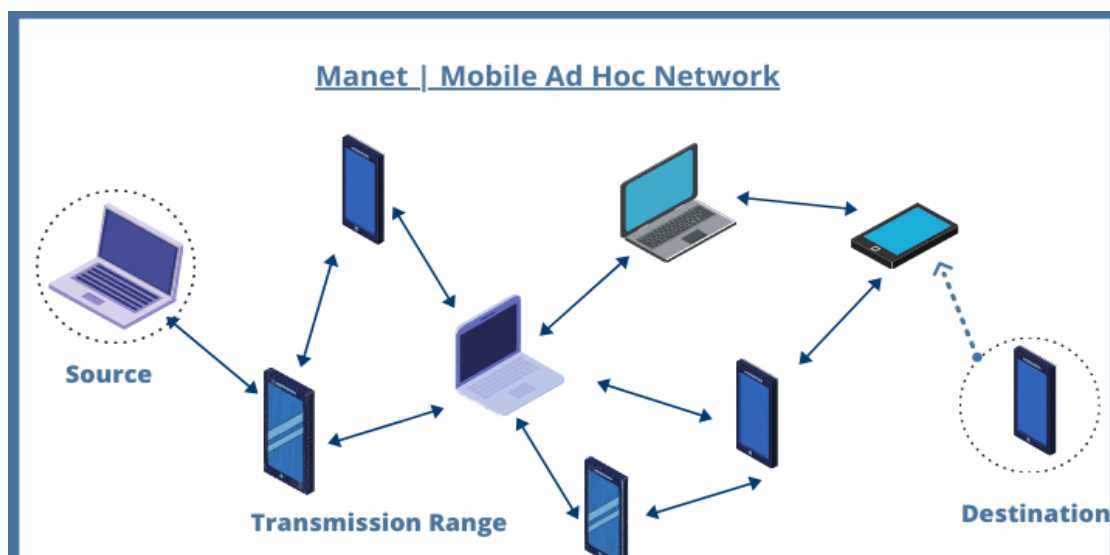 Manet | Mobile Ad Hoc Network
Source
Transmission Range
Destination